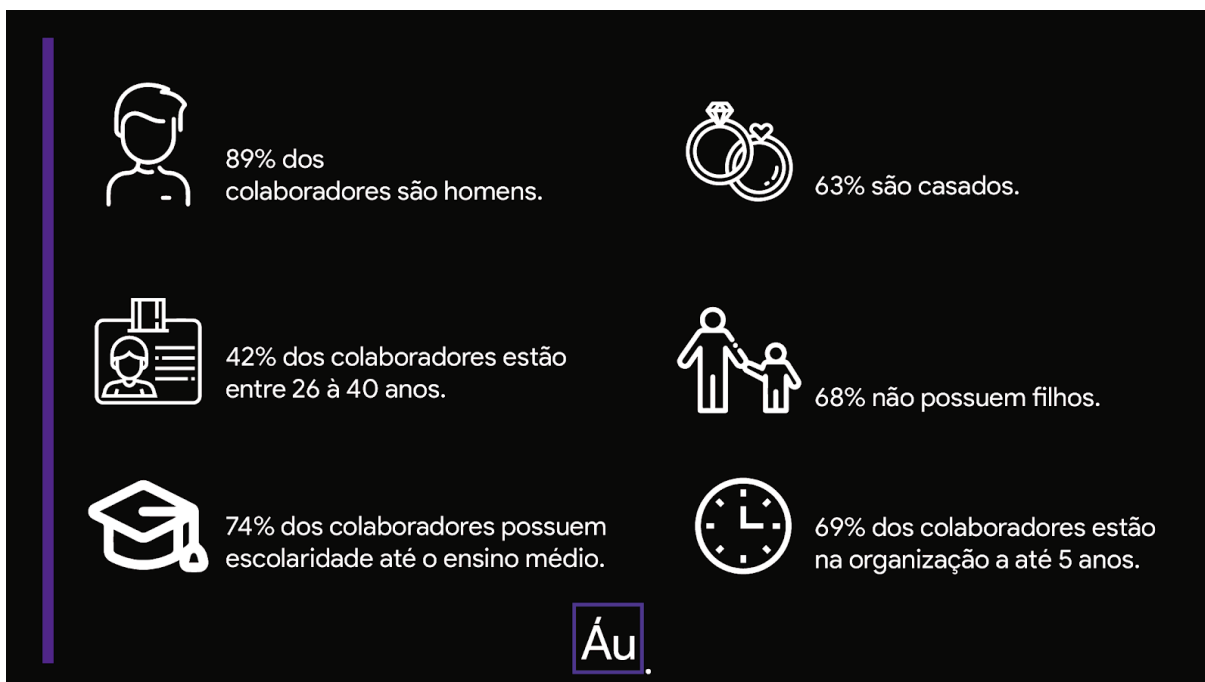 89% dos
colaboradores são homens.
63% são casados.
42% dos colaboradores estão
entre 26 à 40 anos.
68% não possuem filhos.
74% dos colaboradores possuem
escolaridade até o ensino médio.
69% dos colaboradores estão
na organização a até 5 anos.
Áu.